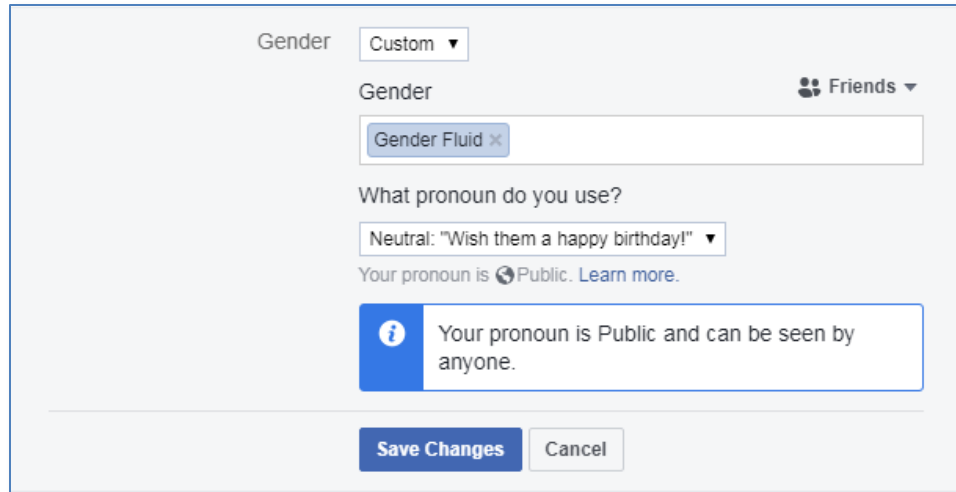 Gender Custom
Gender Friends
Gender Fluid ×
What pronoun do you use?
Neutral: "Wish them a happy birthday!"
Your pronoun is Public. Learn more.
Your pronoun is Public and can be seen by
anyone.
Save Changes Cancel